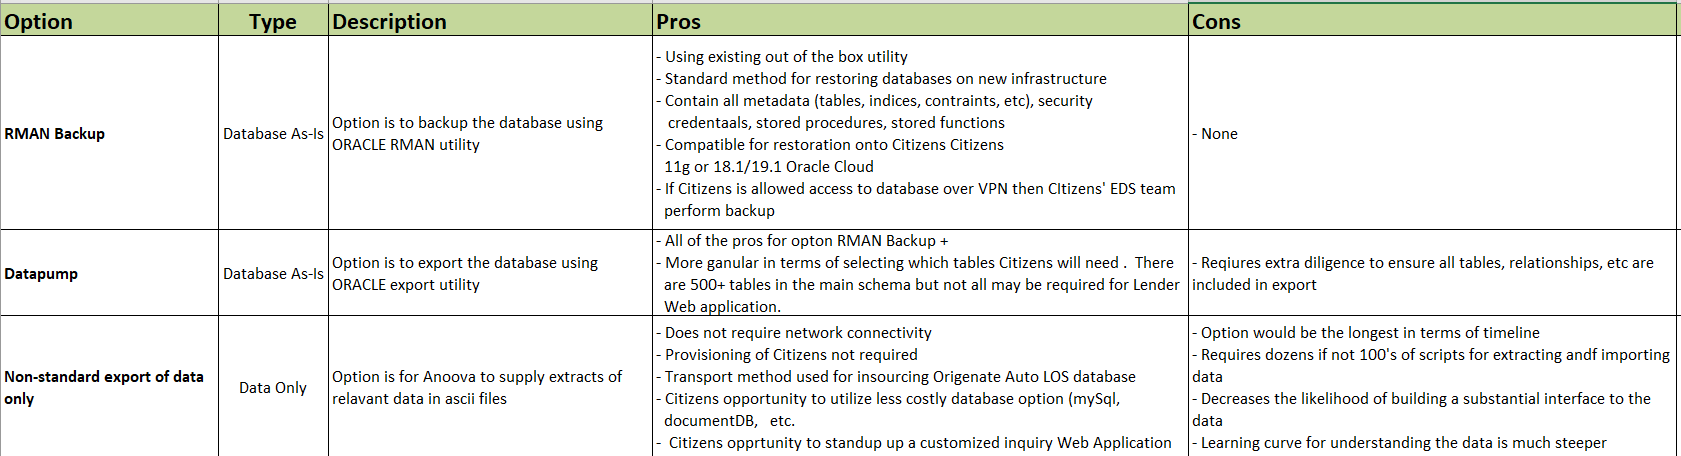 Option Type Description Pros Cons
RMAN Backup
Database As-Is
Option is to backup the database using
ORACLE RMAN utility
- Using existing out of the box utility
- Standard method for restoring databases on new infrastructure
- Contain all metadata (tables, indices, contraints, etc), security
credentaals, stored procedures, stored functions
- Compatible for restoration onto Citizens Citizens
11g or 18.1/19.1 Oracle Cloud
- If Citizens is allowed access to database over VPN then CItizens' EDS team
perform backup
- None
Datapump
Database As-Is
Option is to export the database using
ORACLE export utility
- All of the pros for opton RMAN Backup +
- More ganular in terms of selecting which tables Citizens will need . There
are 500+ tables in the main schema but not all may be required for Lender
Web application.
- Reqiures extra diligence to ensure all tables, relationships, etc are
included in export
Non-standard export of data
only
Data Only
Option is for Anoova to supply extracts of
relavant data in ascii files
- Does not require network connectivity
- Provisioning of Citizens not required
- Transport method used for insourcing Origenate Auto LOS database
- Citizens opportunity to utilize less costly database option (mySql,
documentDB, etc.
- Citizens opprtunity to standup up a customized inquiry Web Application
- Option would be the longest in terms of timeline
- Requires dozens if not 100's of scripts for extracting andf importing
data
- Decreases the likelihood of building a substantial interface to the
data
- Learning curve for understanding the data is much steeper